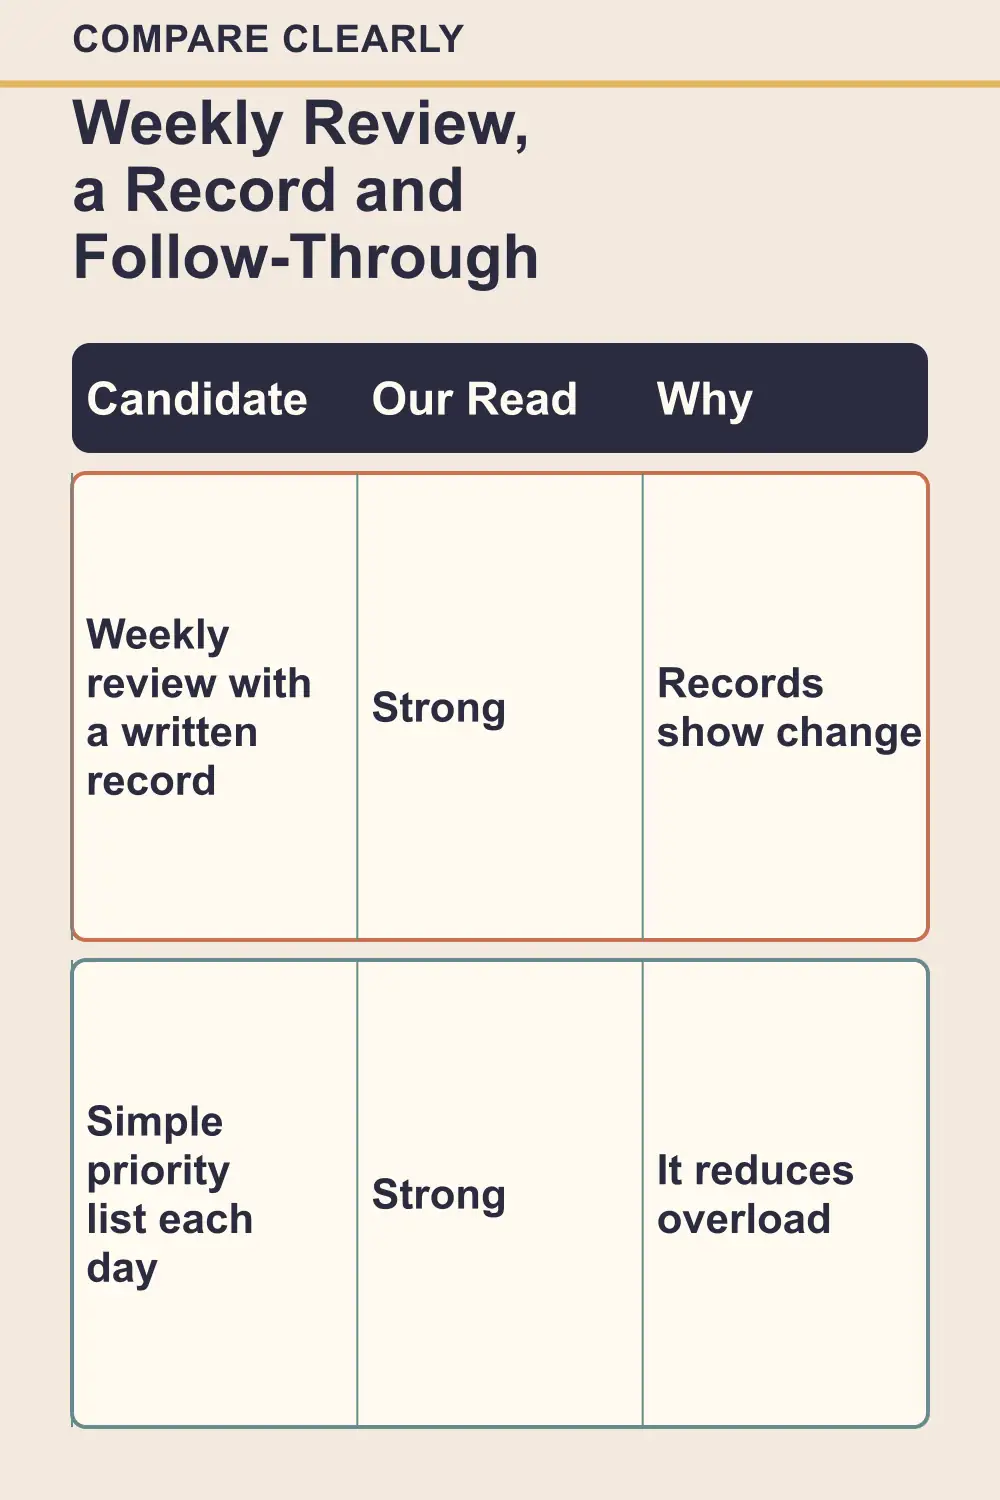 COMPARE CLEARLY
Weekly Review,
a Record and
Follow-Through
Candidate Our Read Why
Weekly
review with
a written
record
Strong
Records
show change
Simple
priority
list each
day
Strong
It reduces
overload